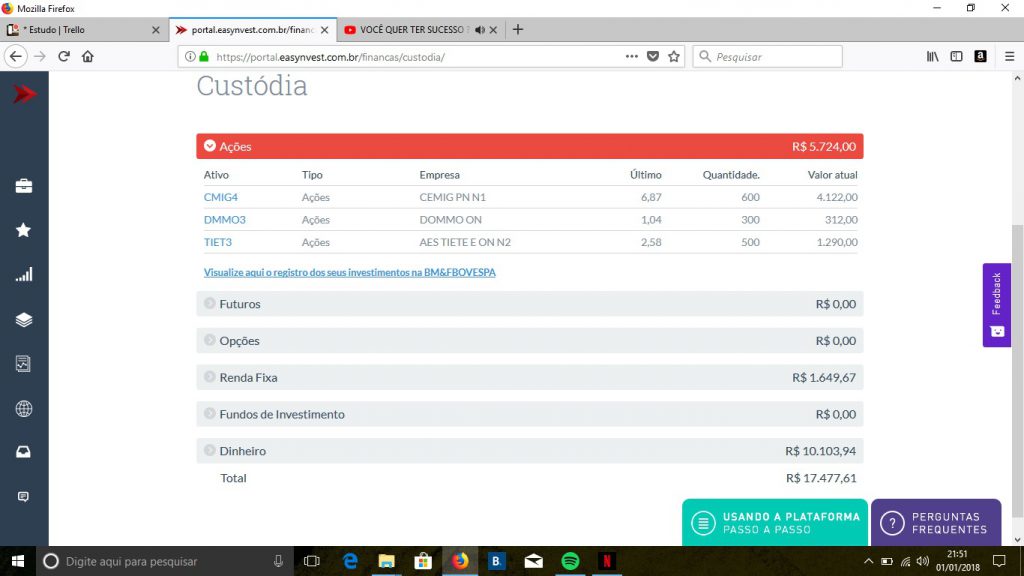 Mozilla Firefox
* Estudo | Trello
portal.easynvest.com.br/financ
VOCÊ QUER TER SUCESSO ?
https://portal.easynvest.com.br/financas/custodia/
Pesquisar
Custódia
Ações R$ 5.724,00
Ativo Tipo Empresa Último Quantidade. Valor atual
CMIG4 Ações CEMIG PN N1 6,87 600 4.122,00
DMMO3 Ações DOMMO ON 1,04 300 312,00
TIET3 Ações AES TIETE E ON N2 2,58 500 1.290,00
Visualize aqui o registro dos seus investimentos na BM&FBOVESPA
Feedback
Futuros R$ 0,00
Opções R$ 0,00
Renda Fixa R$ 1.649,67
Fundos de Investimento R$ 0,00
Dinheiro R$ 10.103,94
Total R$ 17.477,61
USANDO A PLATAFORMA
PASSO A PASSO
PERGUNTAS
FREQUENTES
Digite aqui para pesquisar
B.
N
21:51
01/01/2018